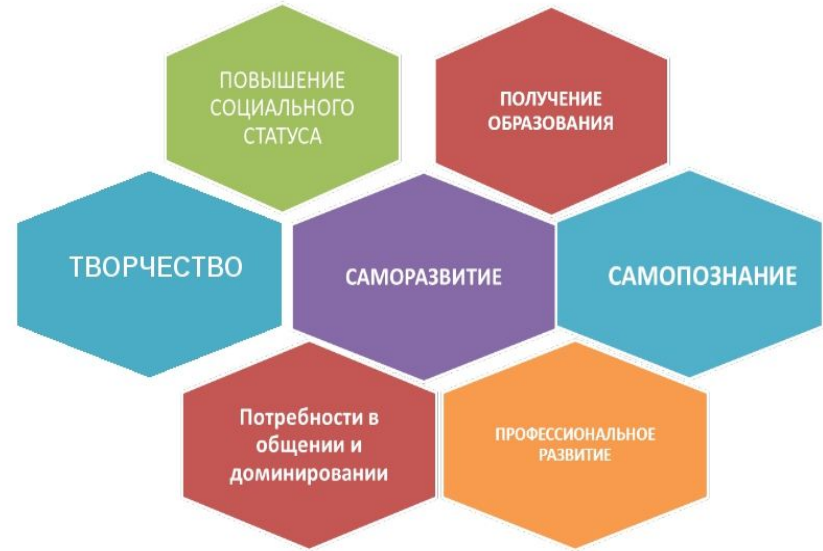 ПОВЫШЕНИЕ
СОЦИАЛЬНОГО
СТАТУСА
ПОЛУЧЕНИЕ
ОБРАЗОВАНИЯ
ТВОРЧЕСТВО
САМОРАЗВИТИЕ
САМОПОЗНАНИЕ
Потребности в
общении и
доминировании
ПРОФЕССИОНАЛЬНОЕ
РАЗВИТИЕ